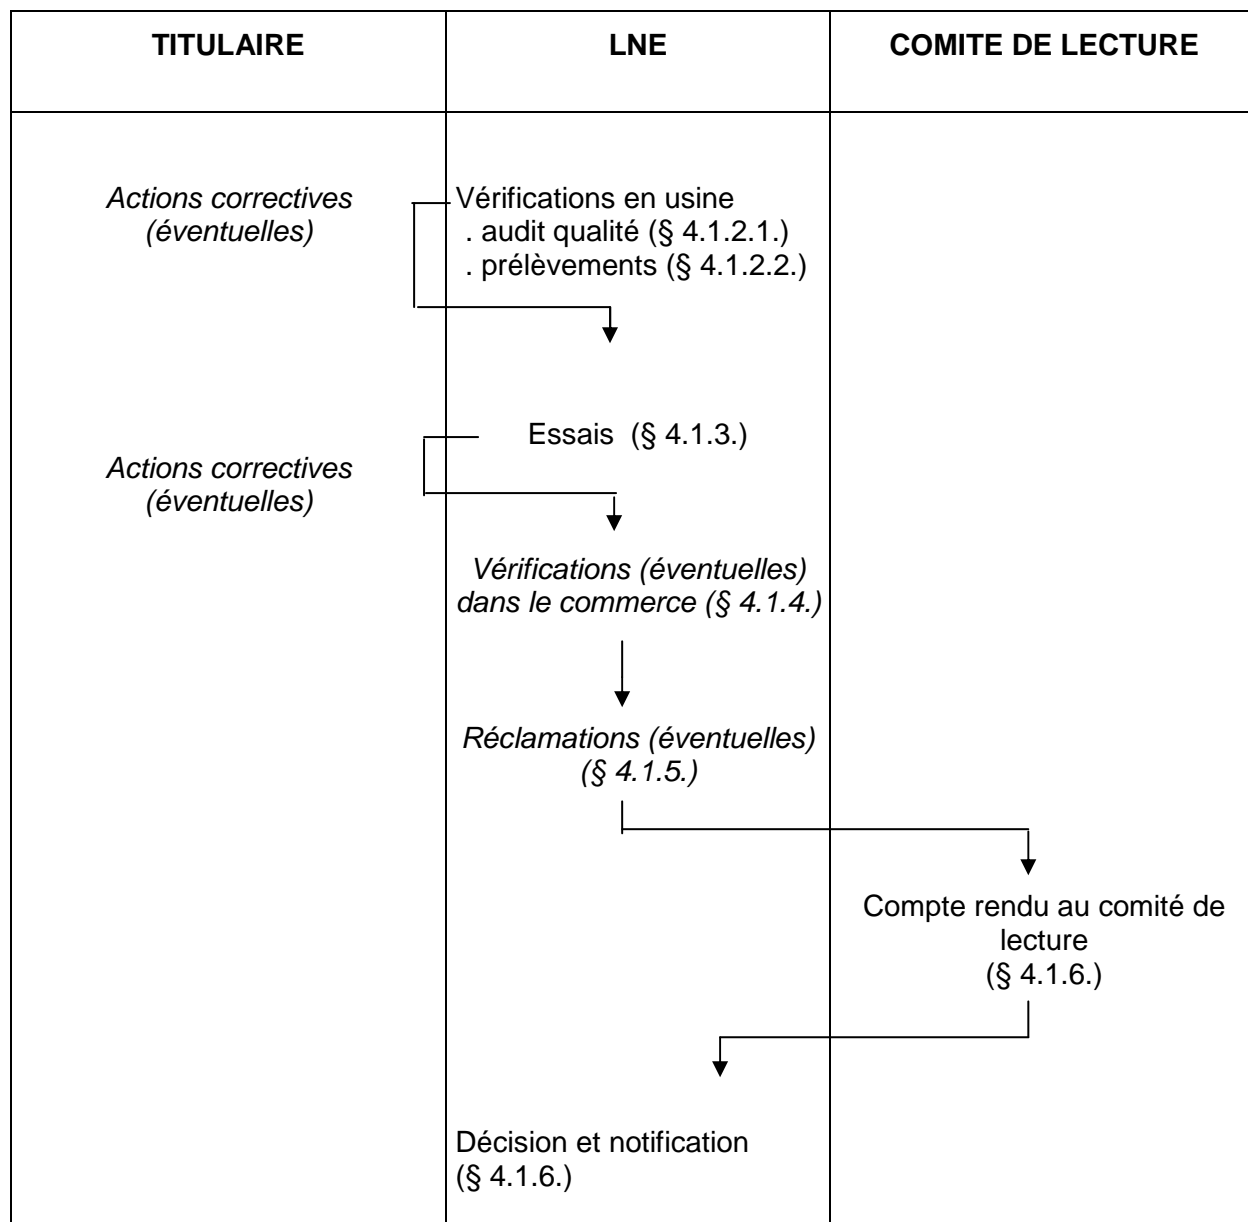 TITULAIRE
LNE
COMITE DE LECTURE
Actions correctives
(éventuelles)
Vérifications en usine
. audit qualité (§ 4.1.2.1.)
. prélèvements (§ 4.1.2.2.)
Essais (§ 4.1.3.)
Actions correctives
(éventuelles)
Vérifications (éventuelles)
dans le commerce (§ 4.1.4.)
Réclamations (éventuelles)
(§ 4.1.5.)
Compte rendu au comité de
lecture
(§ 4.1.6.)
Décision et notification
(§ 4.1.6.)